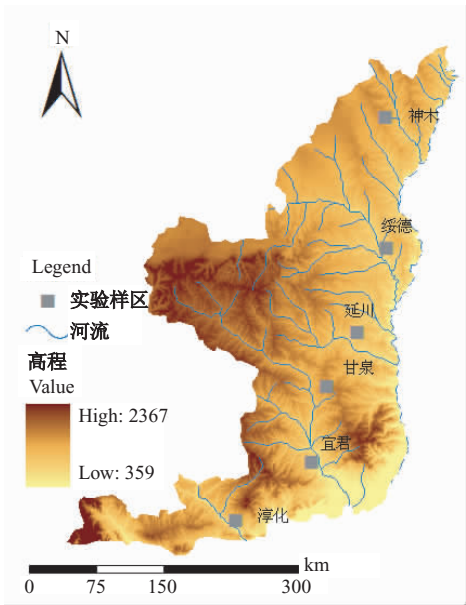 N
神木
绥德
Legend
实验样区
河流
延川
高程
甘泉
Value
High: 2367
宜君
Low: 359
淳化
km
0 75 150 300